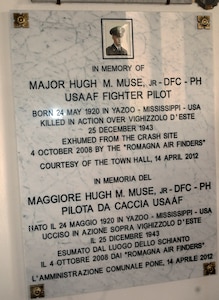 IN MEMORY OF
MAJOR HUGH M. MUSE, JR - DFC - PH
USAAF FIGHTER PILOT
BORN 24 MAY 1920 IN YAZOO - MISSISSIPPI - USA
KILLED IN ACTION OVER VIGHIZZOLO D'ESTE
25 DECEMBER 1943
EXHUMED FROM THE CRASH SITE
4 OCTOBER 2008 BY THE "ROMAGNA AIR FINDERS"
COURTESY OF THE TOWN HALL, 14 APRIL 2012
IN MEMORIA DEL
MAGGIORE HUGH M. MUSE, JR - DFC - PH
PILOTA DA CACCIA USAAF
NATO IL 24 MAGGIO 1920 IN YAZOO - MISSISSIPPI - USA
UCCISO IN AZIONE SOPRA VIGHIZZOLO D'ESTE
IL 25 DICEMBRE 1943
ESUMATO DAL LUOGO DELLO SCHIANTO
IL 4 OTTOBRE 2008 DAI "ROMAGNA AIR FINDERS"
L'AMMINISTRAZIONE COMUNALE PONE, 14 APRILE 2012